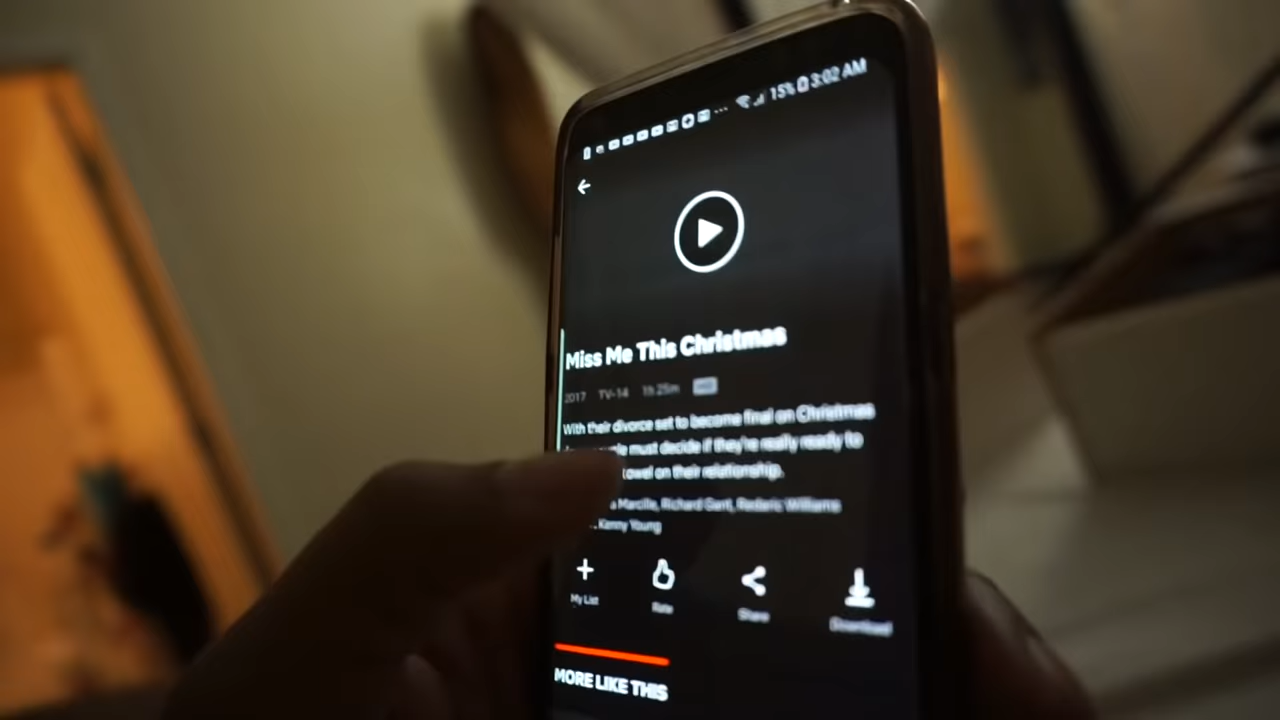 15% 3:02 AM
Miss Me This Christmas
2017 TV-14 1h 25m HD
With their divorce set to become final on Christmas
must decide if they're really ready to
towel on their relationship.
Marcille, Richard Gant, Redaric Williams
Kenny Young
My List Rate Share Download
MORE LIKE THIS